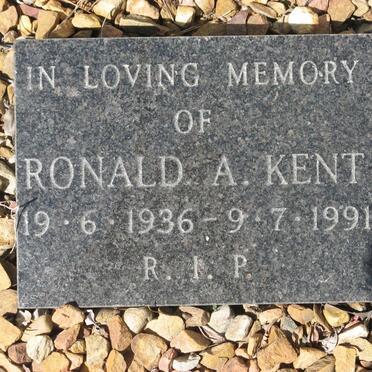 IN LOVING MEMORY
OF
RONALD A. KENT
19·6·1936-9·7·1991
R.I.P.